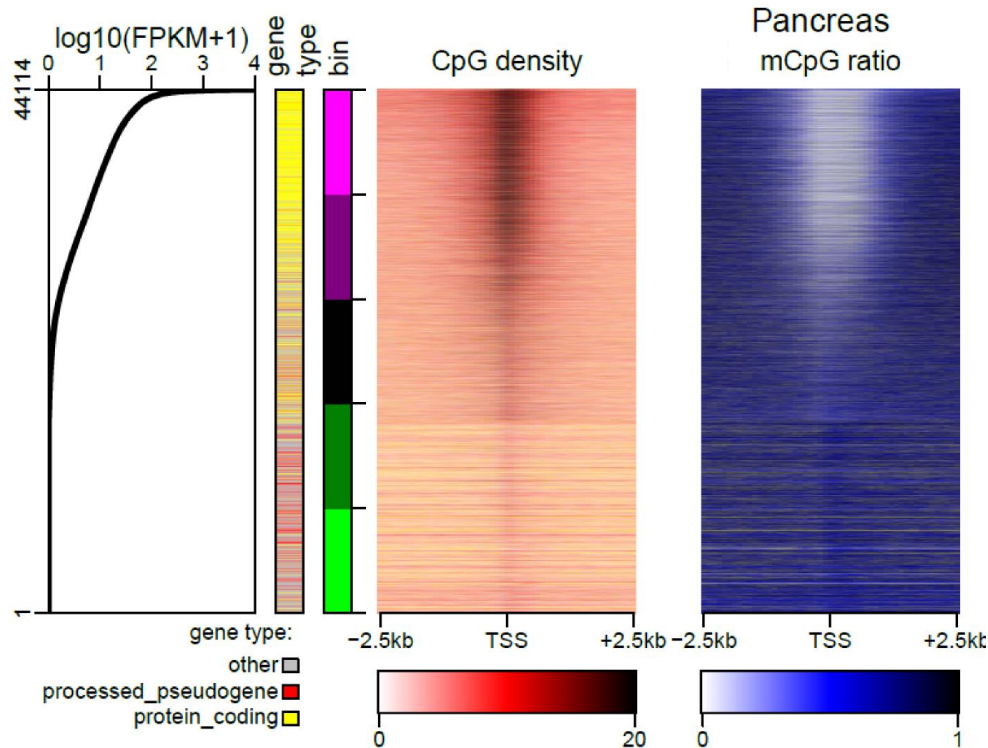 Pancreas
log10(FPKM+1)
0 1 2 3 4
gene type
bin
CpG density
mCpG ratio
44114
1
−2.5kb TSS +2.5kb
−2.5kb TSS +2.5kb
gene type:
other
processed_pseudogene
protein_coding
0 20
0 1